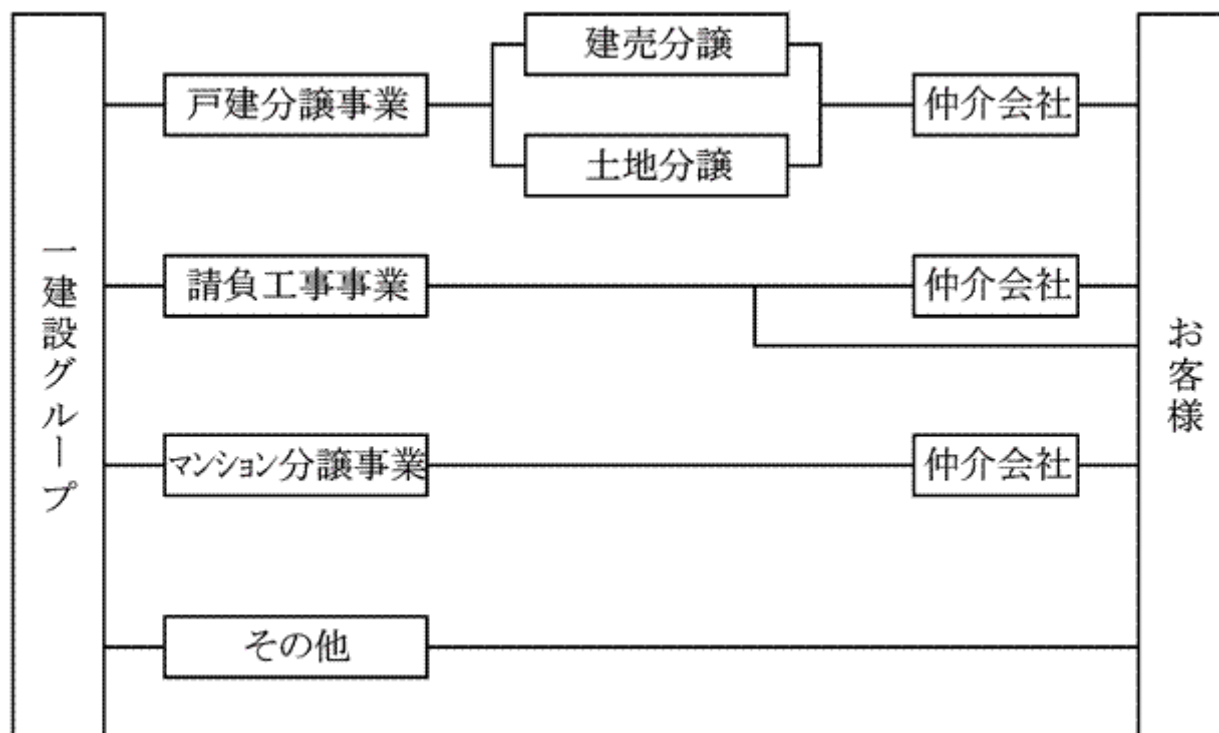 一建設グループ
戸建分譲事業
建売分譲
土地分譲
仲介会社
請負工事事業
仲介会社
マンション分譲事業
仲介会社
その他
お客様